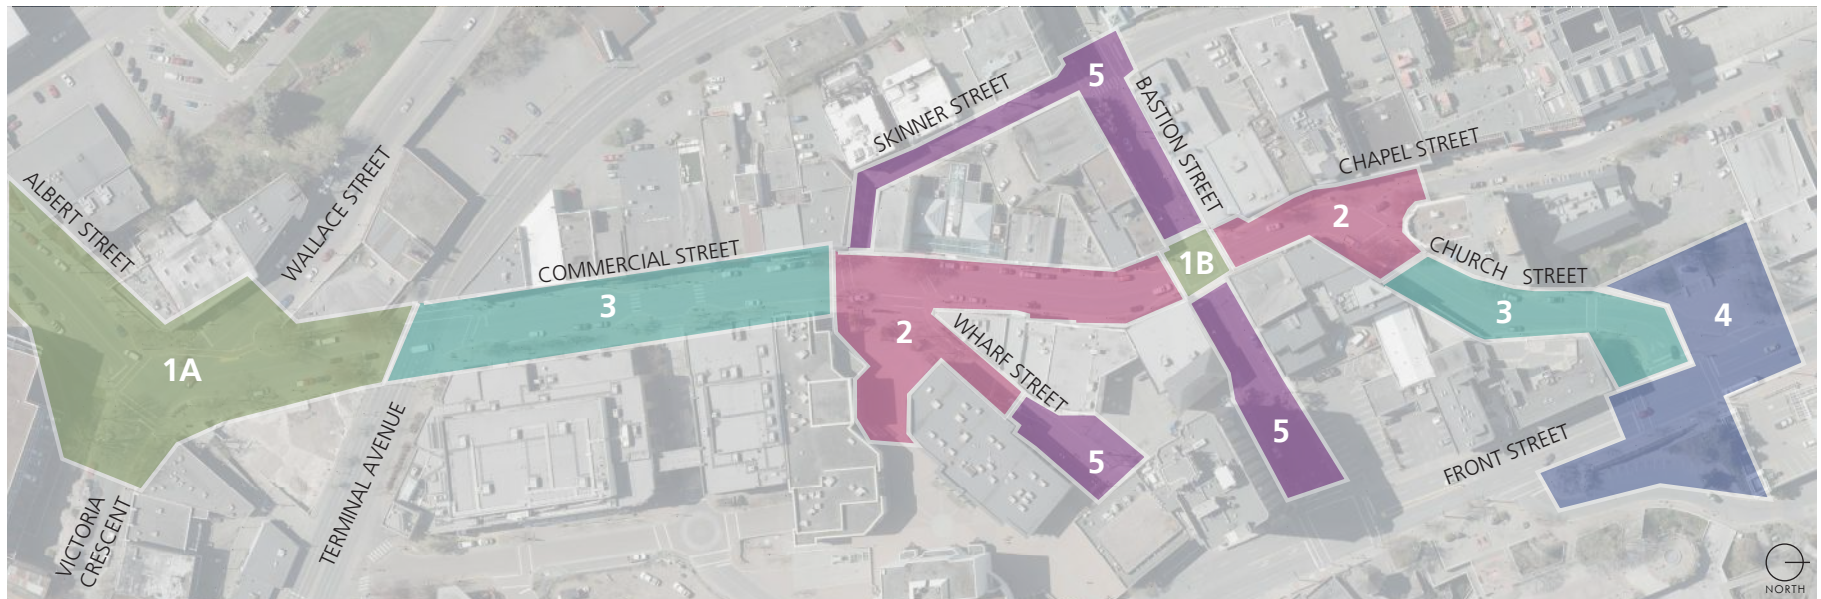 5
SKINNER STREET
BASTION STREET
CHAPEL STREET
ALBERT STREET
WALLACE STREET
2
CHURCH STREET
COMMERCIAL STREET
1B
3
3
4
2
WHARF STREET
1A
5
5
FRONT STREET
TERMINAL AVENUE
VICTORIA
CRESCENT
NORTH